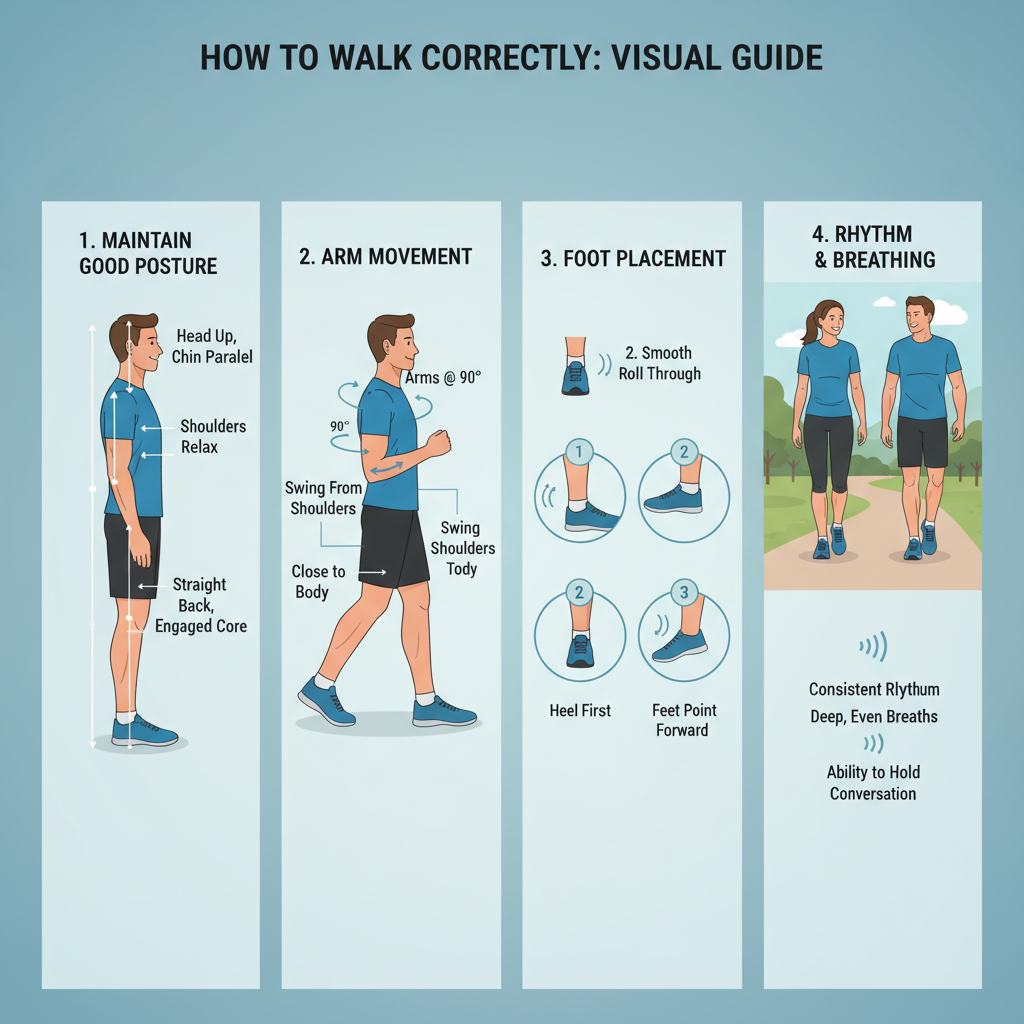 HOW TO WALK CORRECTLY: VISUAL GUIDE
1. MAINTAIN
GOOD POSTURE
Head Up,
Chin Paralel
Shoulders
Relax
Straight
Back,
Engaged Core
2. ARM MOVEMENT
Arms @ 90°
90°
Swing From
Shoulders
Swing
Shoulders
Tody
Close to
Body
3. FOOT PLACEMENT
2. Smooth
Roll Through
1
2
2
3
Heel First
Feet Point
Forward
4. RHYTHM
& BREATHING
Consistent Rlythum
Deep, Even Breaths
Ability to Hold
Conversation